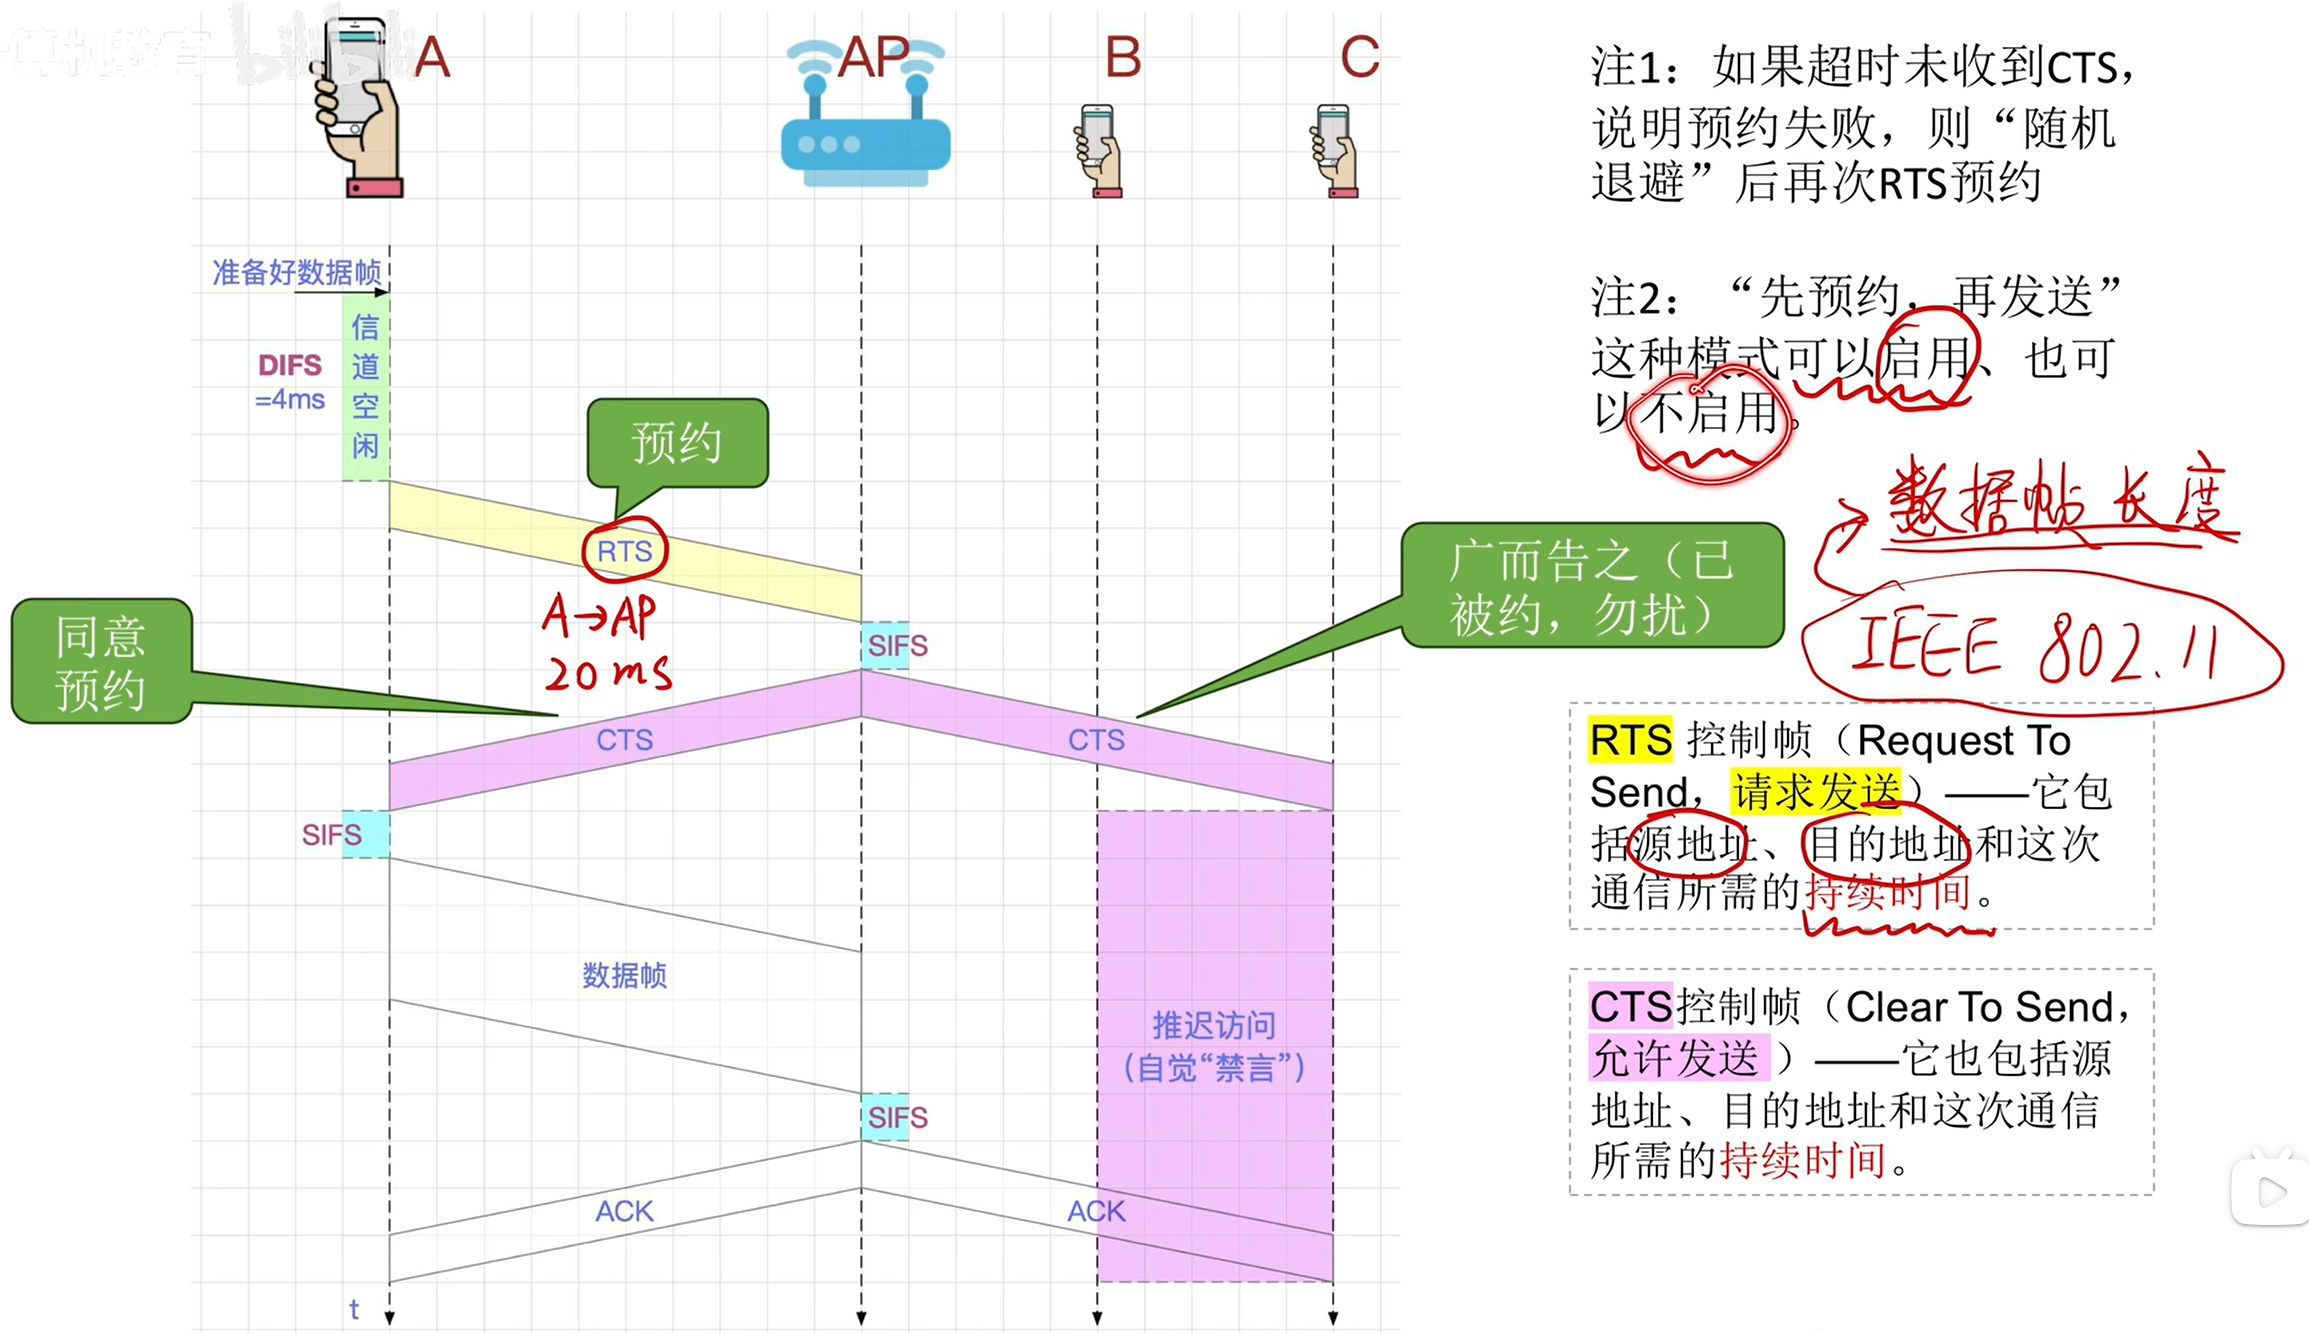 算机教育 bilibili
A
AP
B
C
准备好数据帧
信道空闲
DIFS
=4ms
预约
RTS
A→AP
20ms
SIFS
同意
预约
CTS
CTS
广而告之（已
被约，勿扰）
SIFS
数据帧
推迟访问
（自觉“禁言”）
SIFS
ACK
ACK
t
注1：如果超时未收到CTS，
说明预约失败，则“随机
退避”后再次RTS预约
注2：“先预约，再发送”
这种模式可以启用、也可
以不启用。
数据帧长度
IEEE 802.11
RTS 控制帧（Request To
Send，请求发送）——它包
括源地址、目的地址和这次
通信所需的持续时间。
CTS控制帧（Clear To Send，
允许发送）——它也包括源
地址、目的地址和这次通信
所需的持续时间。